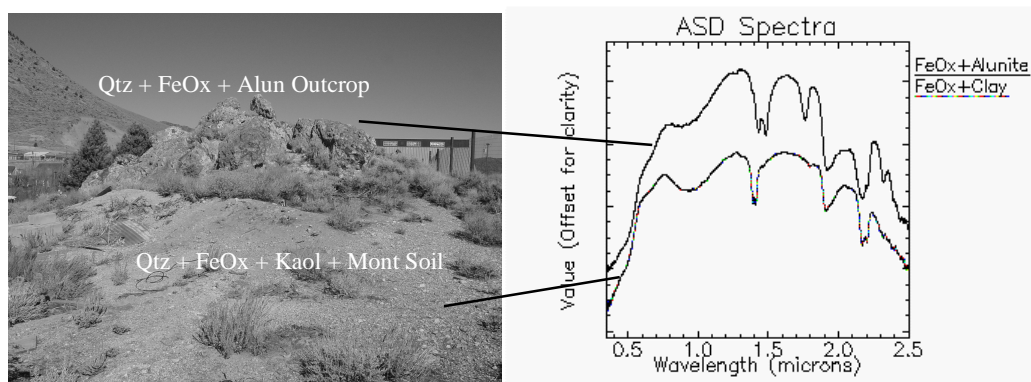 Qtz + FeOx + Alun Outcrop
Qtz + FeOx + Kaol + Mont Soil
ASD Spectra
FeOx+Alunite
FeOx+Clay
Value (Offset for clarity)
0.5 1.0 1.5 2.0 2.5
Wavelength (microns)